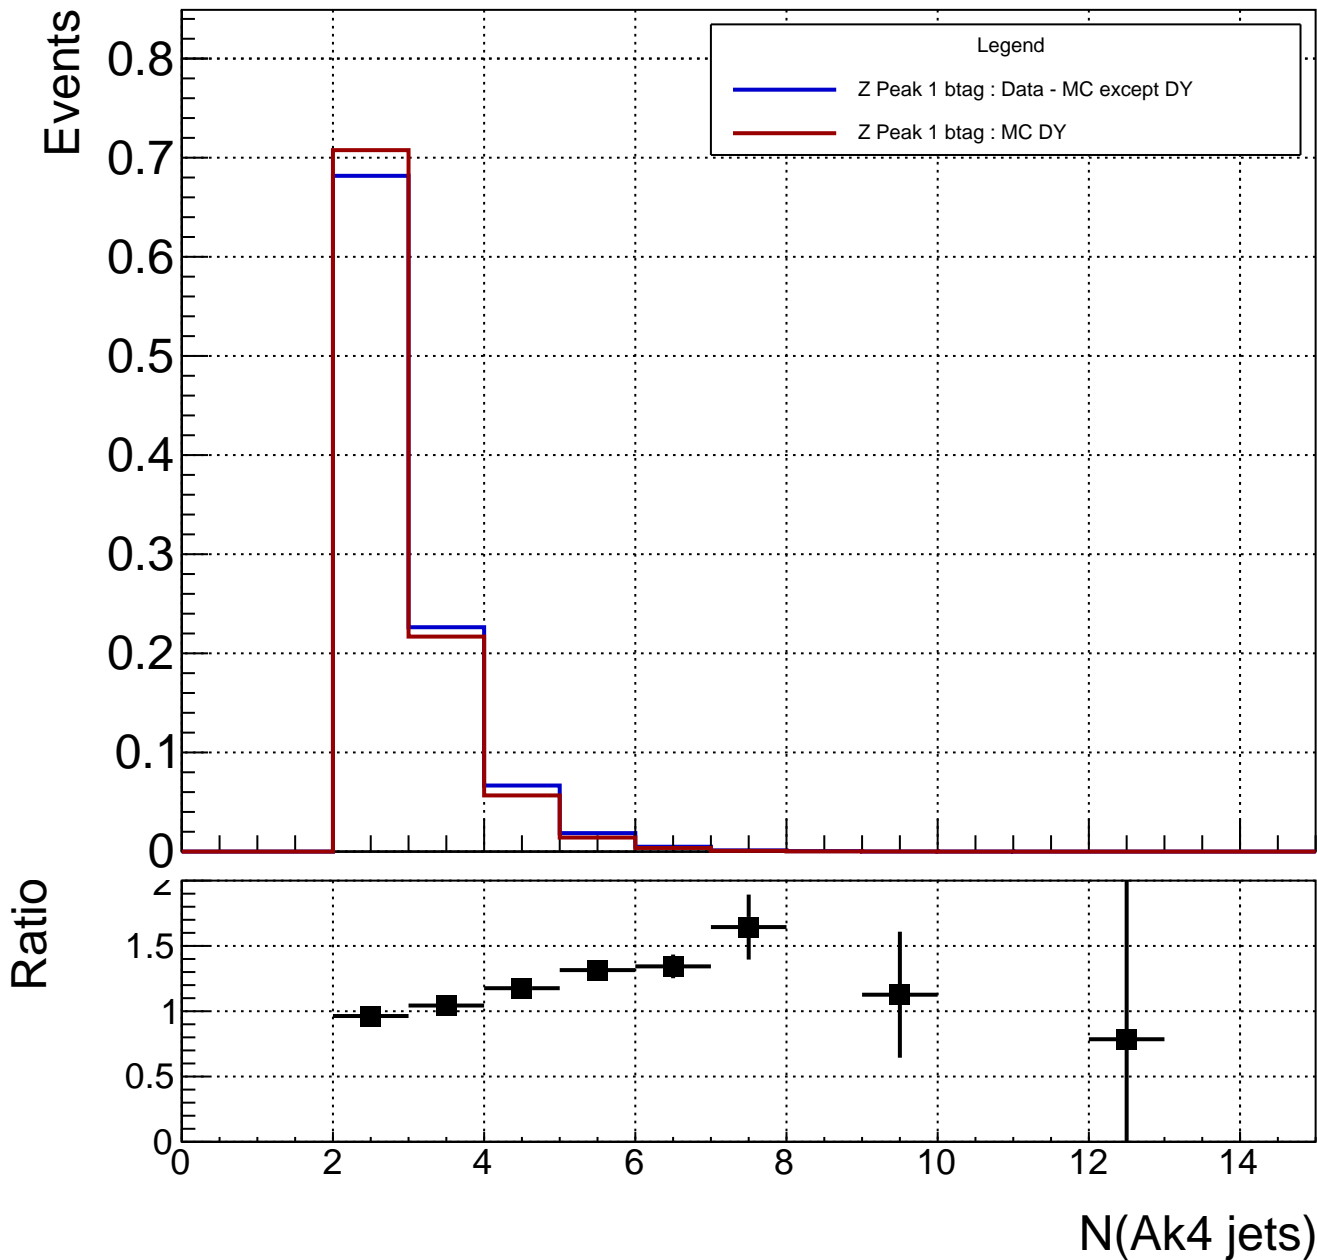 Events
0.8
0.7
0.6
0.5
0.4
0.3
0.2
0.1
0
Legend
Z Peak 1 btag : Data - MC except DY
Z Peak 1 btag : MC DY
Ratio
2
1.5
1
0.5
0
0 2 4 6 8 10 12 14
N(Ak4 jets)